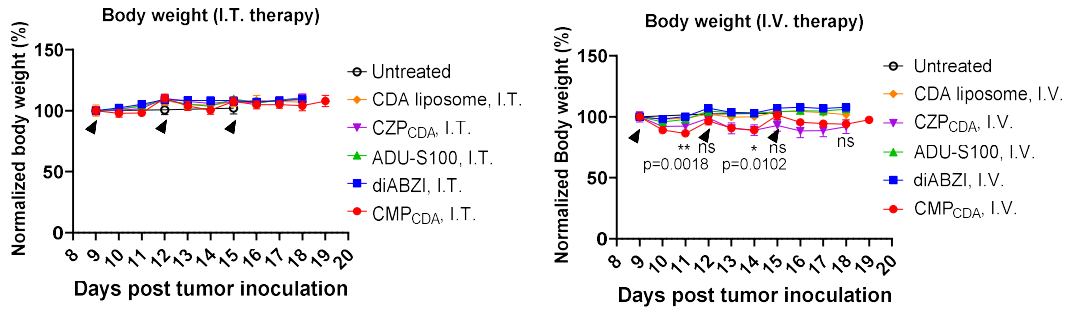 Body weight (I.T. therapy)
Normalized Body weight (%)
150
100
50
0
8 9 10 11 12 13 14 15 16 17 18 19 20
Days post tumor inoculation
Untreated
CDA liposome, I.T.
CZPCDA, I.T.
ADU-S100, I.T.
diABZI, I.T.
CMPCDA, I.T.
Body weight (I.V. therapy)
Normalized Body weight (%)
150
100
50
0
** ns * ns ns
p=0.0018 p=0.0102
8 9 10 11 12 13 14 15 16 17 18 19 20
Days post tumor inoculation
Untreated
CDA liposome, I.V.
CZPCDA, I.V.
ADU-S100, I.V.
diABZI, I.V.
CMPCDA, I.V.